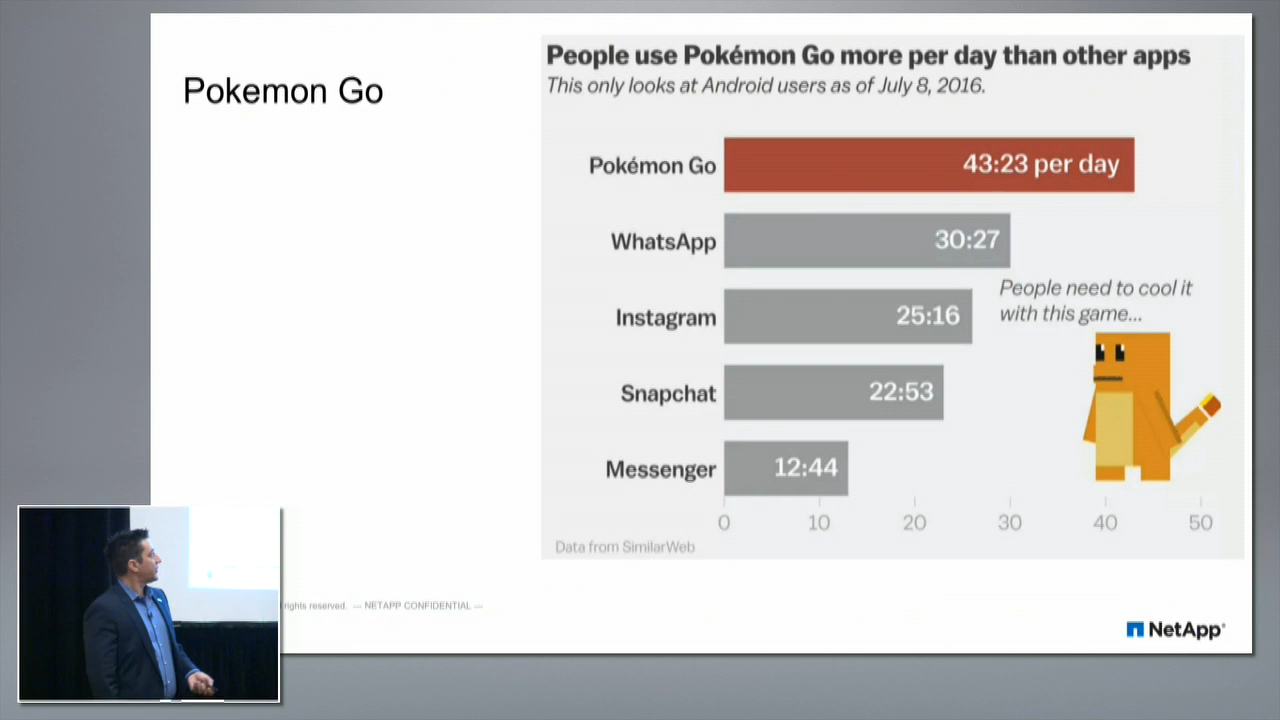 Pokemon Go
People use Pokémon Go more per day than other apps
This only looks at Android users as of July 8, 2016.
Pokémon Go
43:23 per day
WhatsApp
30:27
Instagram
25:16
Snapchat
22:53
Messenger
12:44
People need to cool it
with this game...
0 10 20 30 40 50
Data from SimilarWeb
rights reserved. --- NETAPP CONFIDENTIAL ---
NetApp®